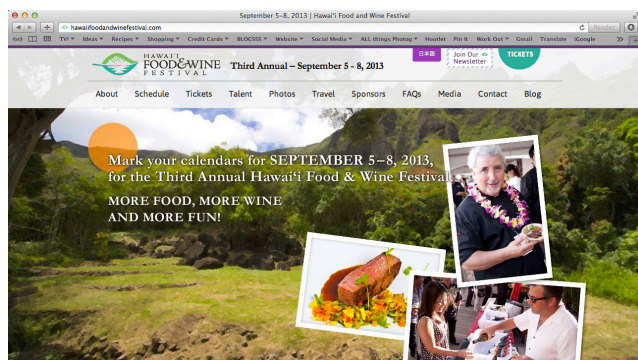 September 5–8, 2013 | Hawai'i Food and Wine Festival
hawaiifoodandwinefestival.com
Reader
TV! Ideas Recipes Shopping Credit Cards BLOGSSS Website Social Media ALL things Photog Hootlet Pin It Work Out Gmail Translate iGoogle
HAWAI'I
FOOD&WINE
FESTIVAL
Third Annual – September 5 - 8, 2013
日本語
Join Our
Newsletter
TICKETS
About Schedule Tickets Talent Photos Travel Sponsors FAQs Media Contact Blog
Mark your calendars for SEPTEMBER 5–8, 2013,
for the Third Annual Hawai'i Food & Wine Festival.
MORE FOOD, MORE WINE
AND MORE FUN!